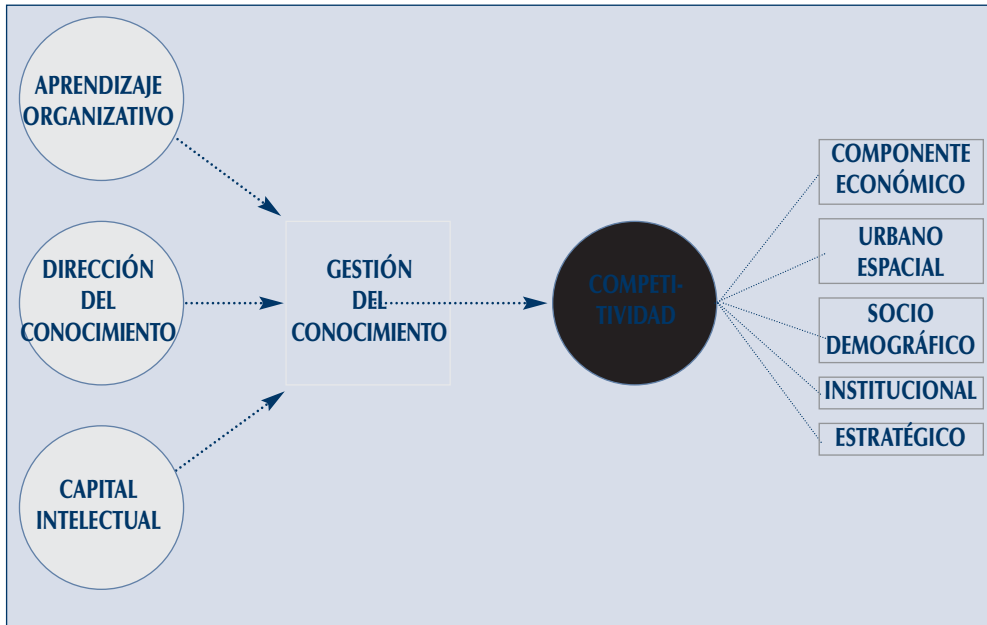 APRENDIZAJE
ORGANIZATIVO
DIRECCIÓN
DEL
CONOCIMIENTO
CAPITAL
INTELECTUAL
GESTIÓN
DEL
CONOCIMIENTO
COMPETI-
TIVIDAD
COMPONENTE
ECONÓMICO
URBANO
ESPACIAL
SOCIO
DEMOGRÁFICO
INSTITUCIONAL
ESTRATÉGICO